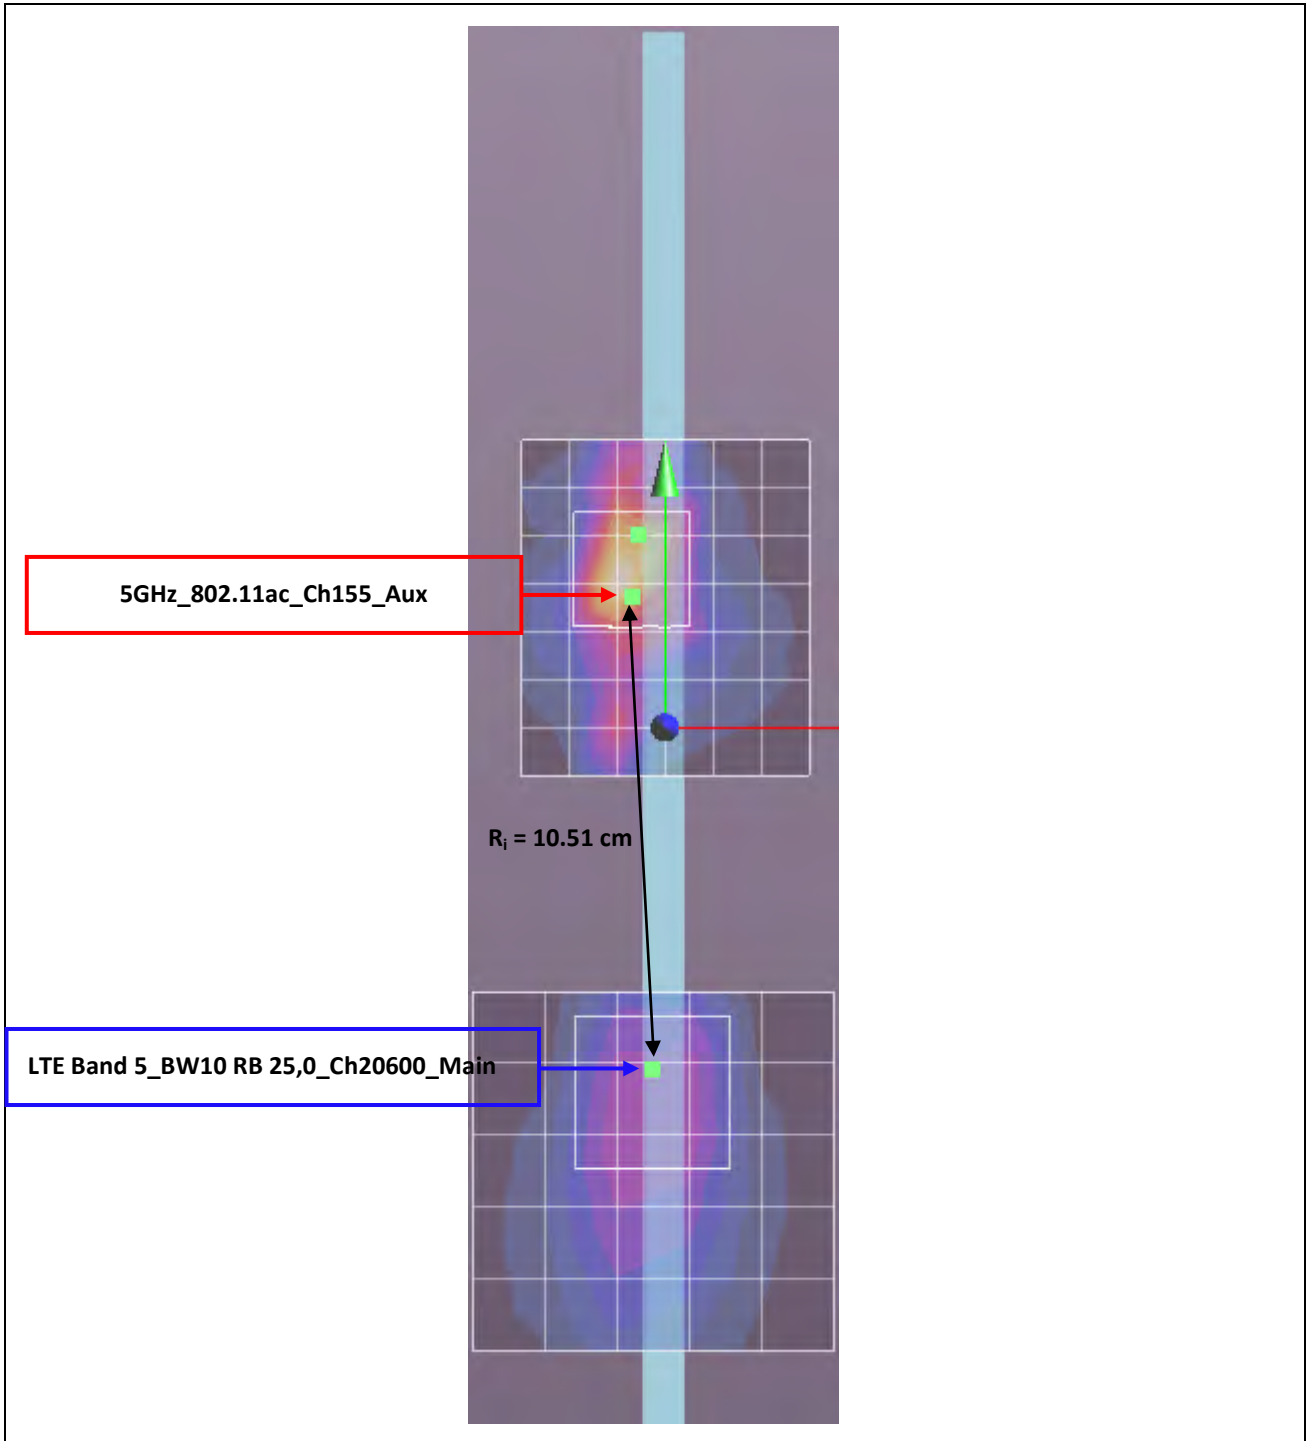 5GHz_802.11ac_Ch155_Aux
Rᵢ = 10.51 cm
LTE Band 5_BW10 RB 25,0_Ch20600_Main